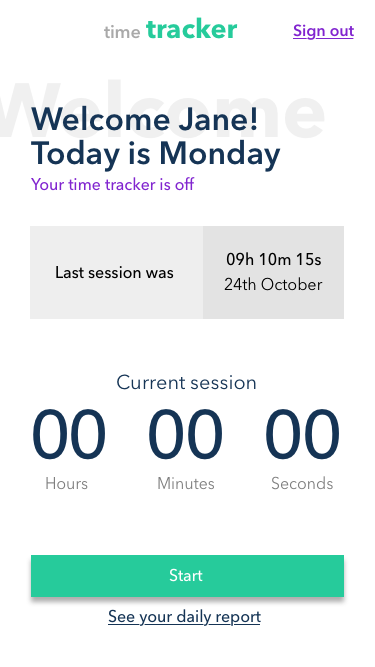 time tracker
Sign out
Welcome
Welcome Jane!
Today is Monday
Your time tracker is off
Last session was
09h 10m 15s
24th October
Current session
00 00 00
Hours Minutes Seconds
Start
See your daily report